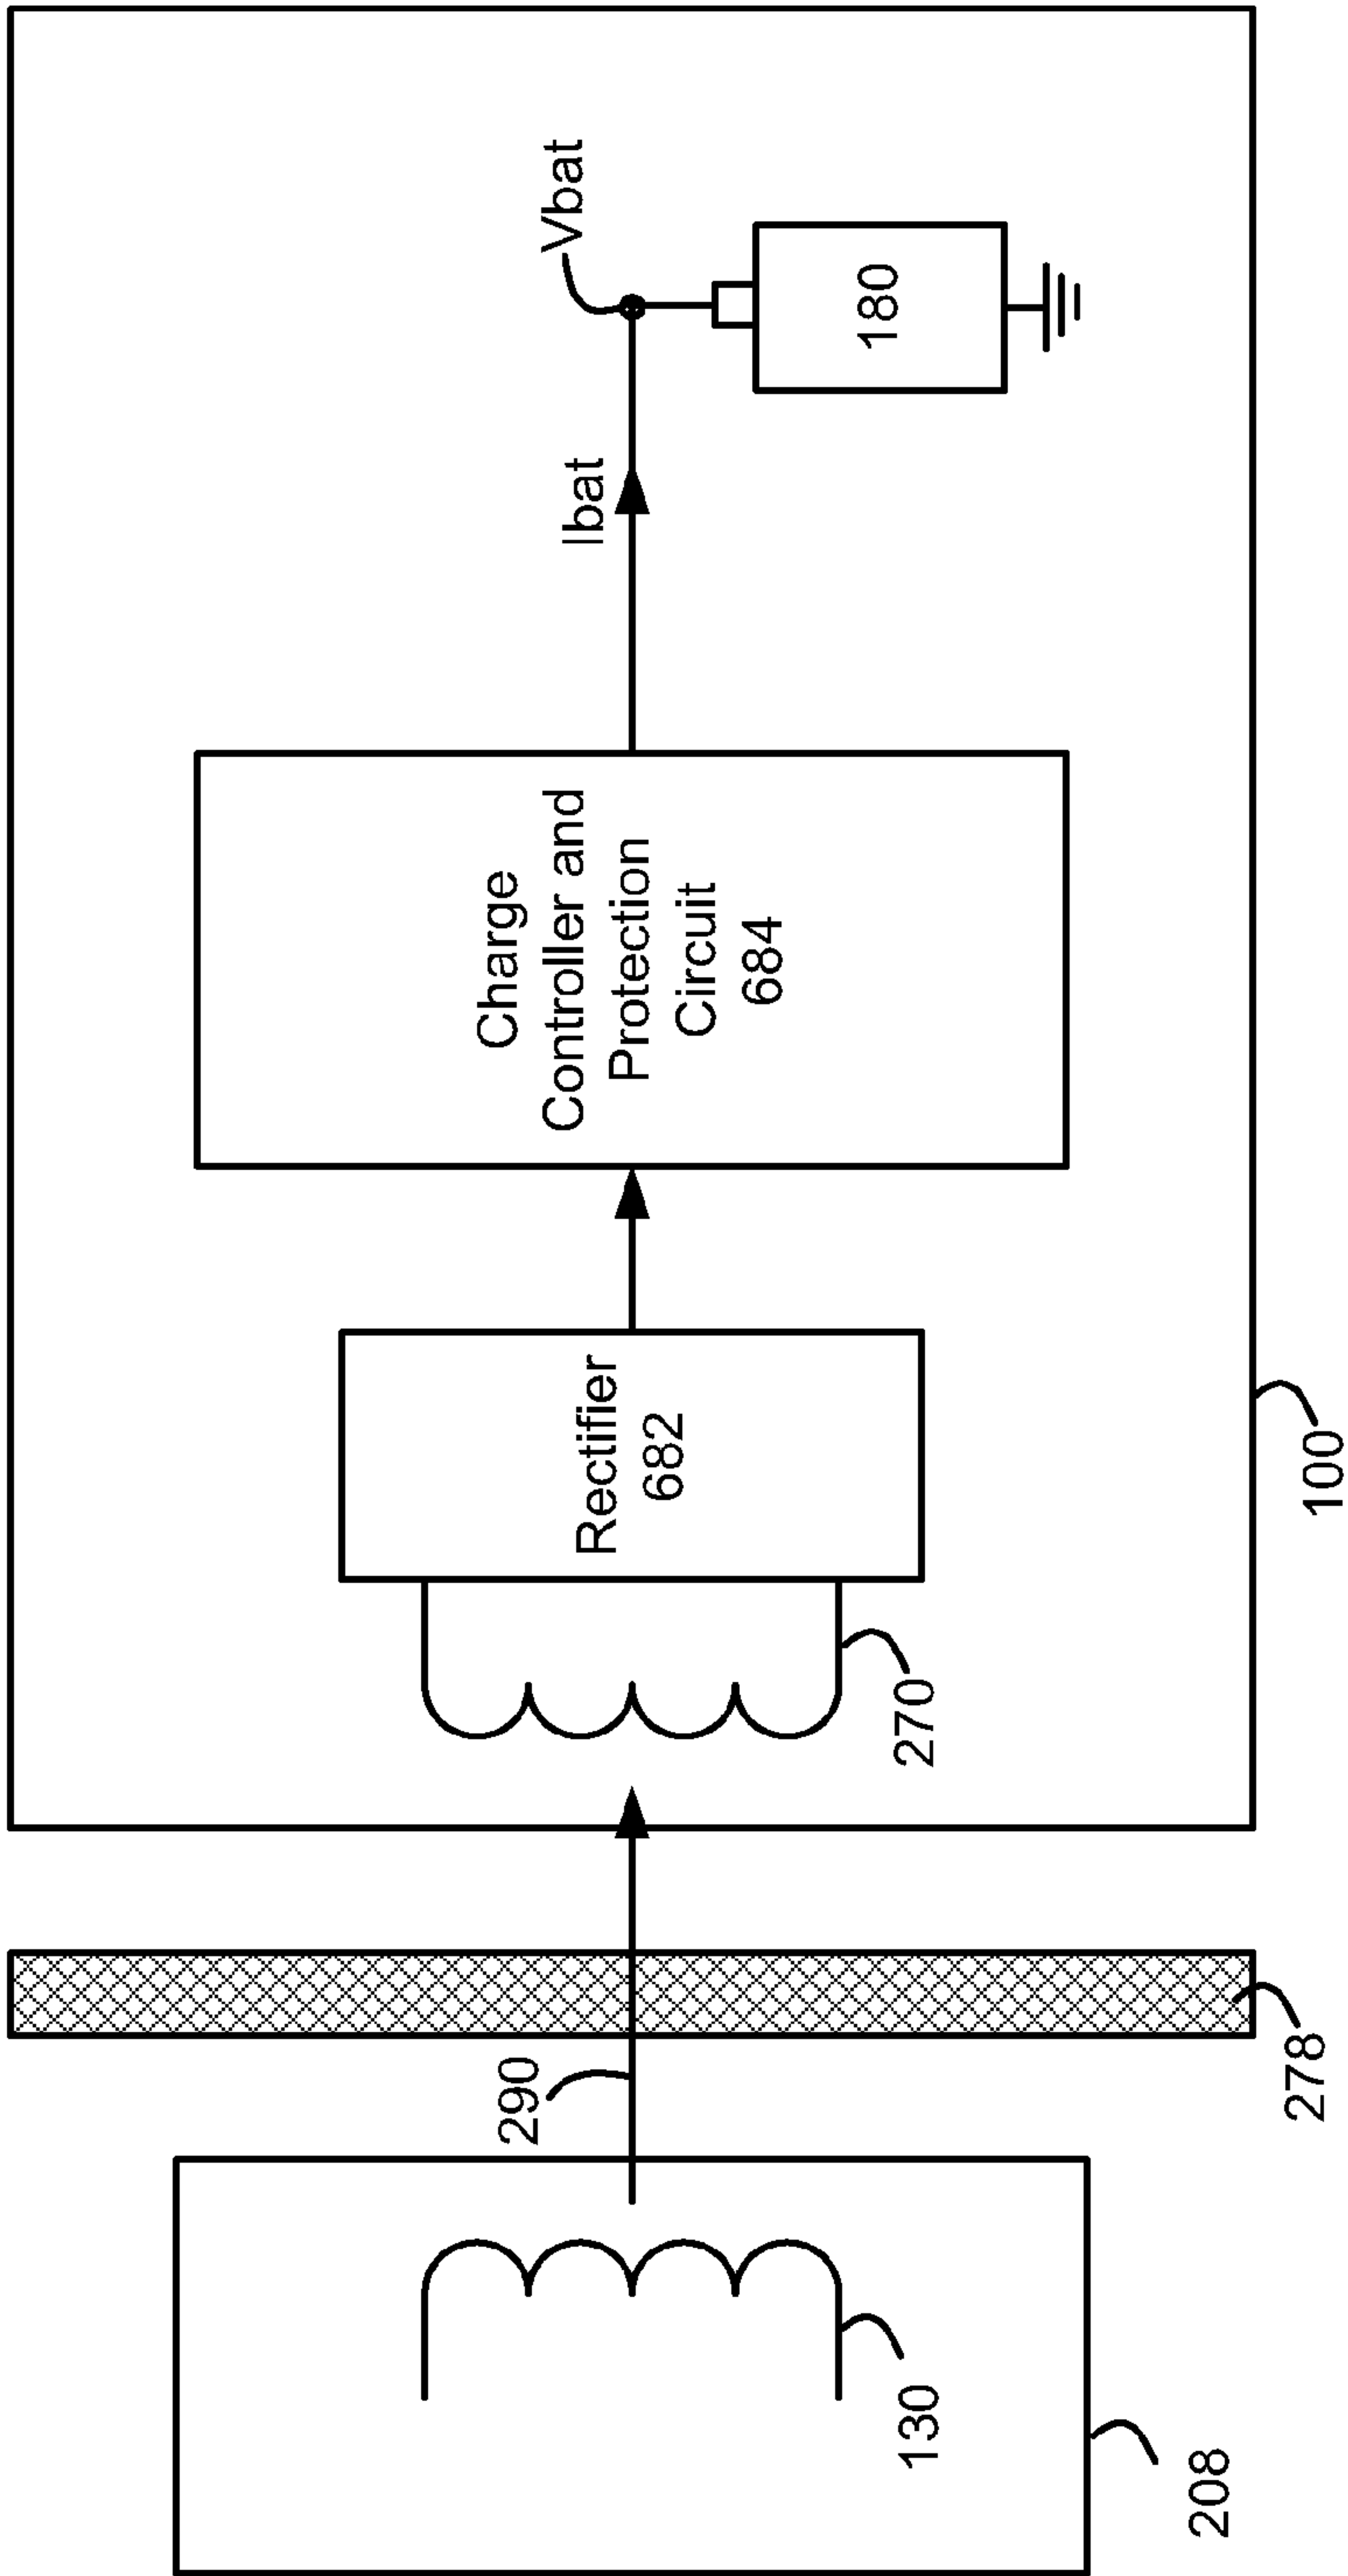 208
130
290
278
270
Rectifier
682
Charge
Controller and
Protection
Circuit
684
Ibat
Vbat
180
100